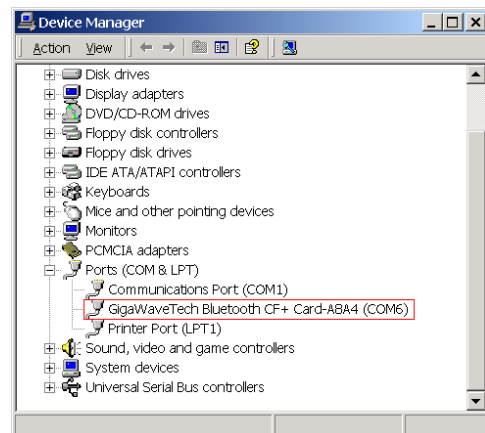 Device Manager
Action View
Disk drives
Display adapters
DVD/CD-ROM drives
Floppy disk controllers
Floppy disk drives
IDE ATA/ATAPI controllers
Keyboards
Mice and other pointing devices
Monitors
PCMCIA adapters
Ports (COM & LPT)
Communications Port (COM1)
GigaWaveTech Bluetooth CF+ Card-A8A4 (COM6)
Printer Port (LPT1)
Sound, video and game controllers
System devices
Universal Serial Bus controllers